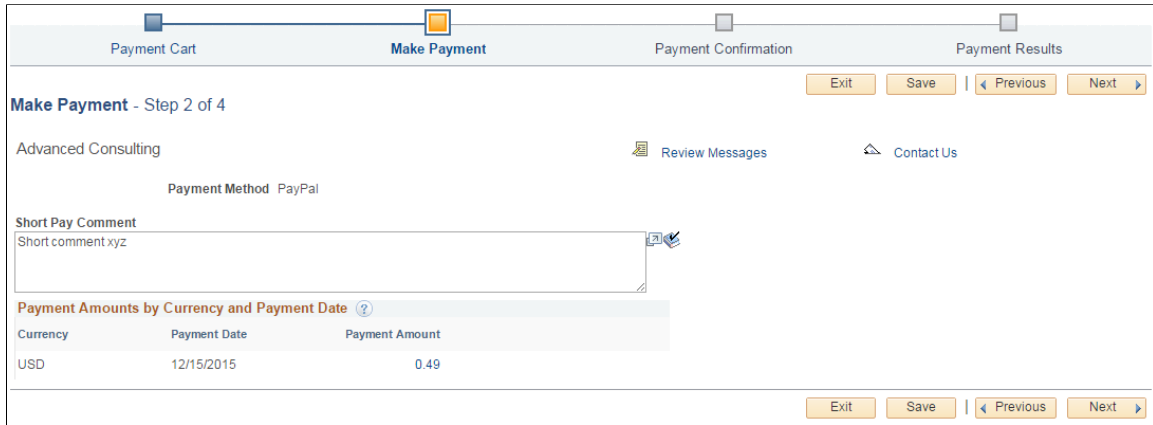 Payment Cart Make Payment Payment Confirmation Payment Results
Exit Save | Previous Next
Make Payment - Step 2 of 4
Advanced Consulting Review Messages Contact Us
Payment Method PayPal
Short Pay Comment
Short comment xyz
Payment Amounts by Currency and Payment Date ?
Currency Payment Date Payment Amount
USD 12/15/2015 0.49
Exit Save | Previous Next